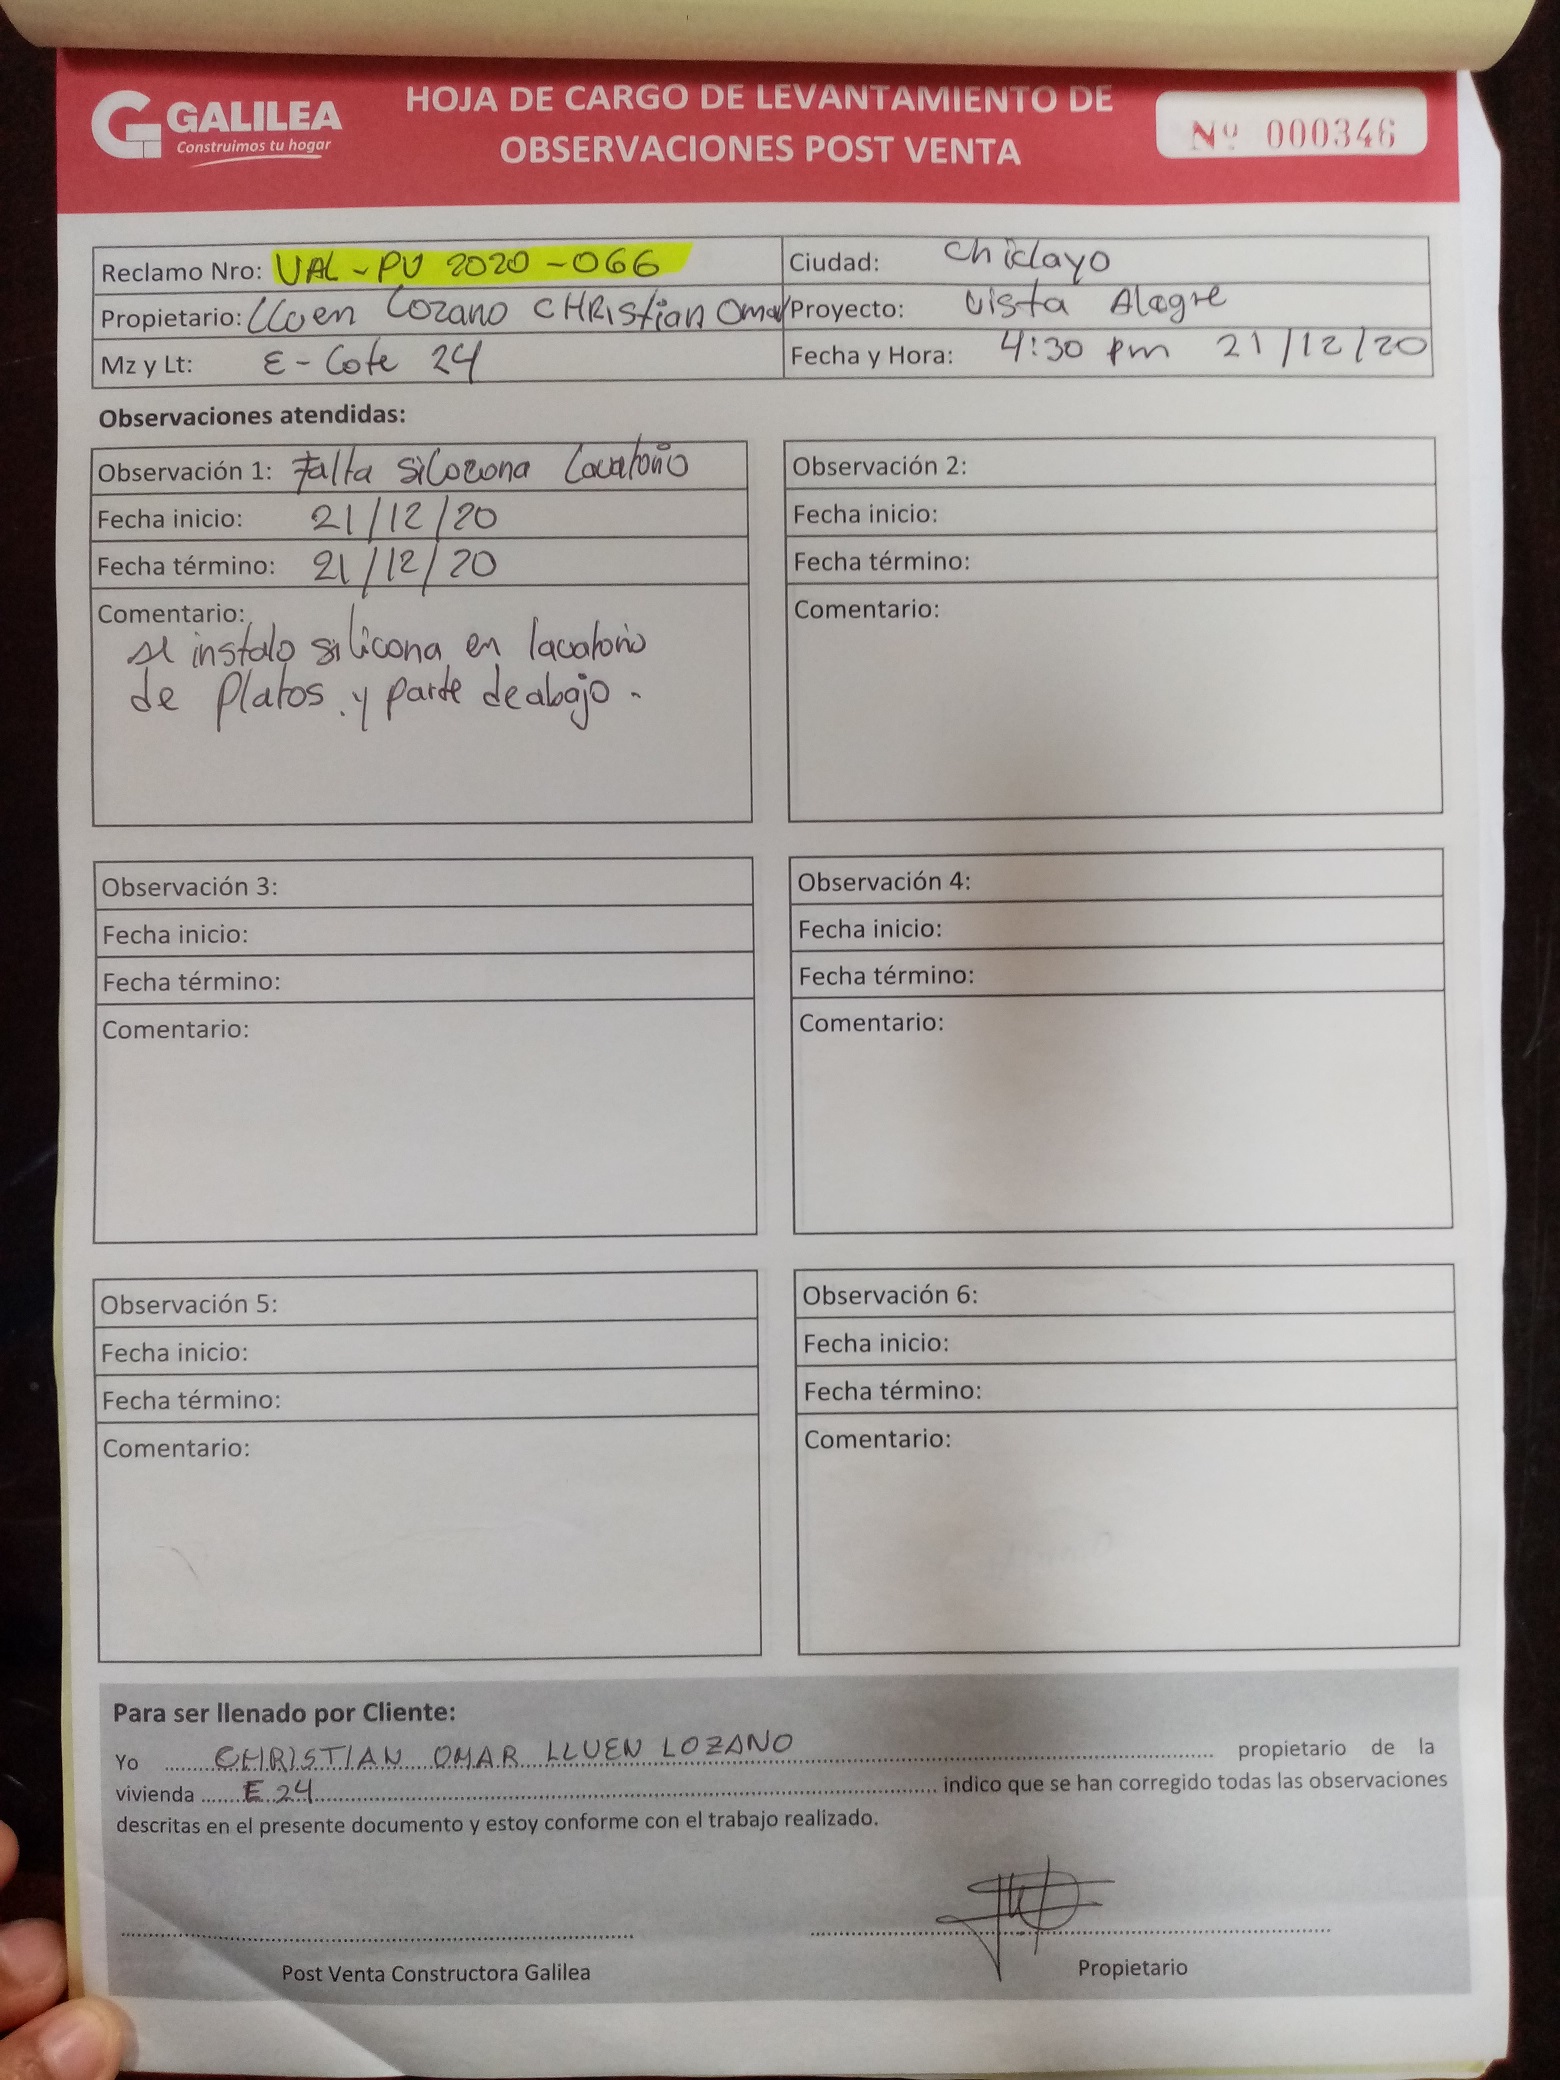 GALILEA
Construimos tu hogar
HOJA DE CARGO DE LEVANTAMIENTO DE
OBSERVACIONES POST VENTA
Nº 000346
Reclamo Nro: VAL - PV 2020 - 066
Ciudad: Chiclayo
Propietario: LLuen Lozano CHRistian Omar
Proyecto: Vista Alegre
Mz y Lt: E - Lote 24
Fecha y Hora: 4:30 pm 21/12/20
Observaciones atendidas:
Observación 1: Falta silocona Lavatorio
Fecha inicio: 21/12/20
Fecha término: 21/12/20
Comentario:
se instalo silicona en lavatorio
de Platos. y parte de abajo.
Observación 2:
Fecha inicio:
Fecha término:
Comentario:
Observación 3:
Fecha inicio:
Fecha término:
Comentario:
Observación 4:
Fecha inicio:
Fecha término:
Comentario:
Observación 5:
Fecha inicio:
Fecha término:
Comentario:
Observación 6:
Fecha inicio:
Fecha término:
Comentario:
Para ser llenado por Cliente:
Yo CHRISTIAN OMAR LLUEN LOZANO propietario de la
vivienda E 24 indico que se han corregido todas las observaciones
descritas en el presente documento y estoy conforme con el trabajo realizado.
Post Venta Constructora Galilea
Propietario